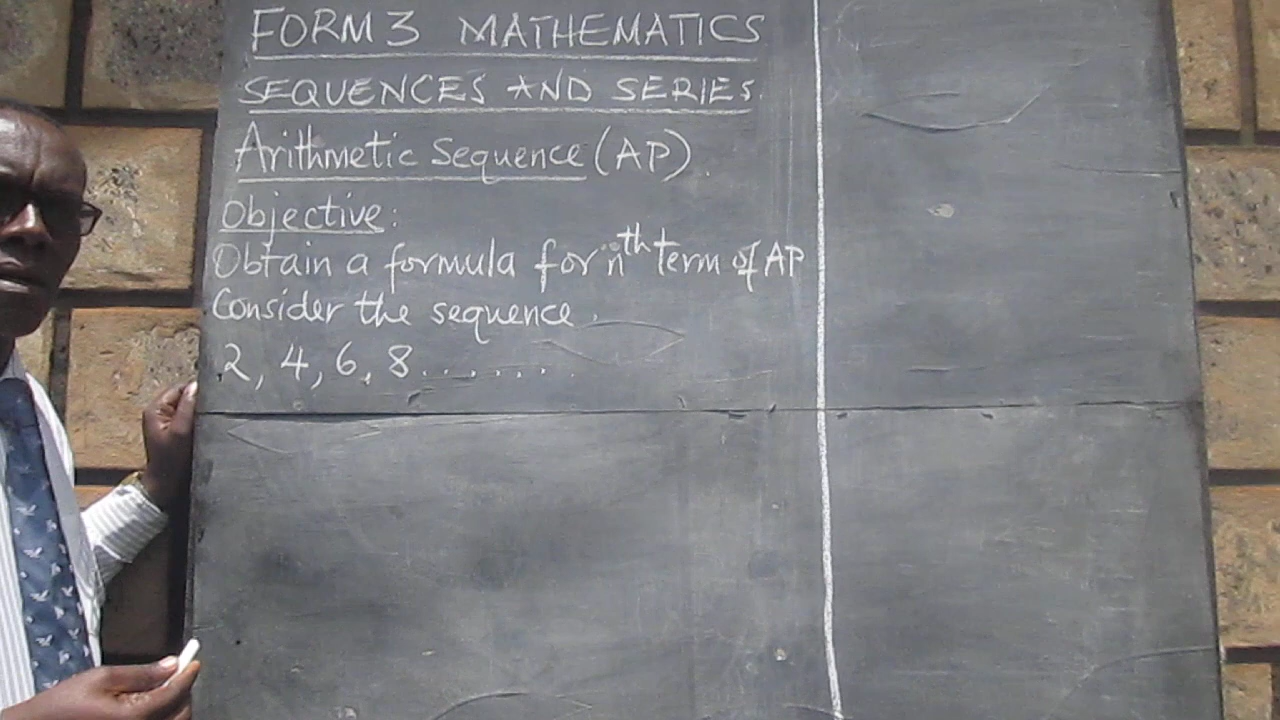 FORM 3 MATHEMATICS
SEQUENCES AND SERIES.
Arithmetic Sequence (AP).
Objective:
Obtain a formula for nth term of AP
Consider the sequence.
2, 4, 6, 8.......